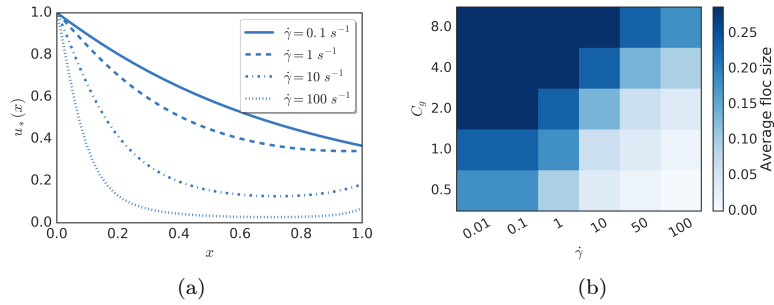 1.0
0.8
0.6
0.4
0.2
0.0
u*(x)
0.0 0.2 0.4 0.6 0.8 1.0
x
γ̇ = 0.1 s⁻¹
γ̇ = 1 s⁻¹
γ̇ = 10 s⁻¹
γ̇ = 100 s⁻¹
(a)
8.0
4.0
2.0
1.0
0.5
C_g
0.01 0.1 1 10 50 100
γ̇
0.25
0.20
0.15
0.10
0.05
0.00
Average floc size
(b)